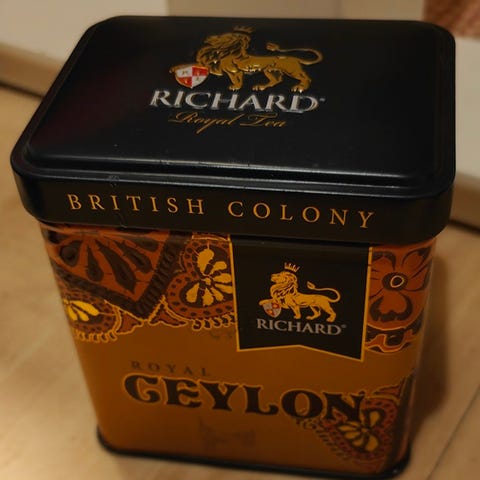 RICHARD®
Royal Tea
BRITISH COLONY
RICHARD®
ROYAL
CEYLON